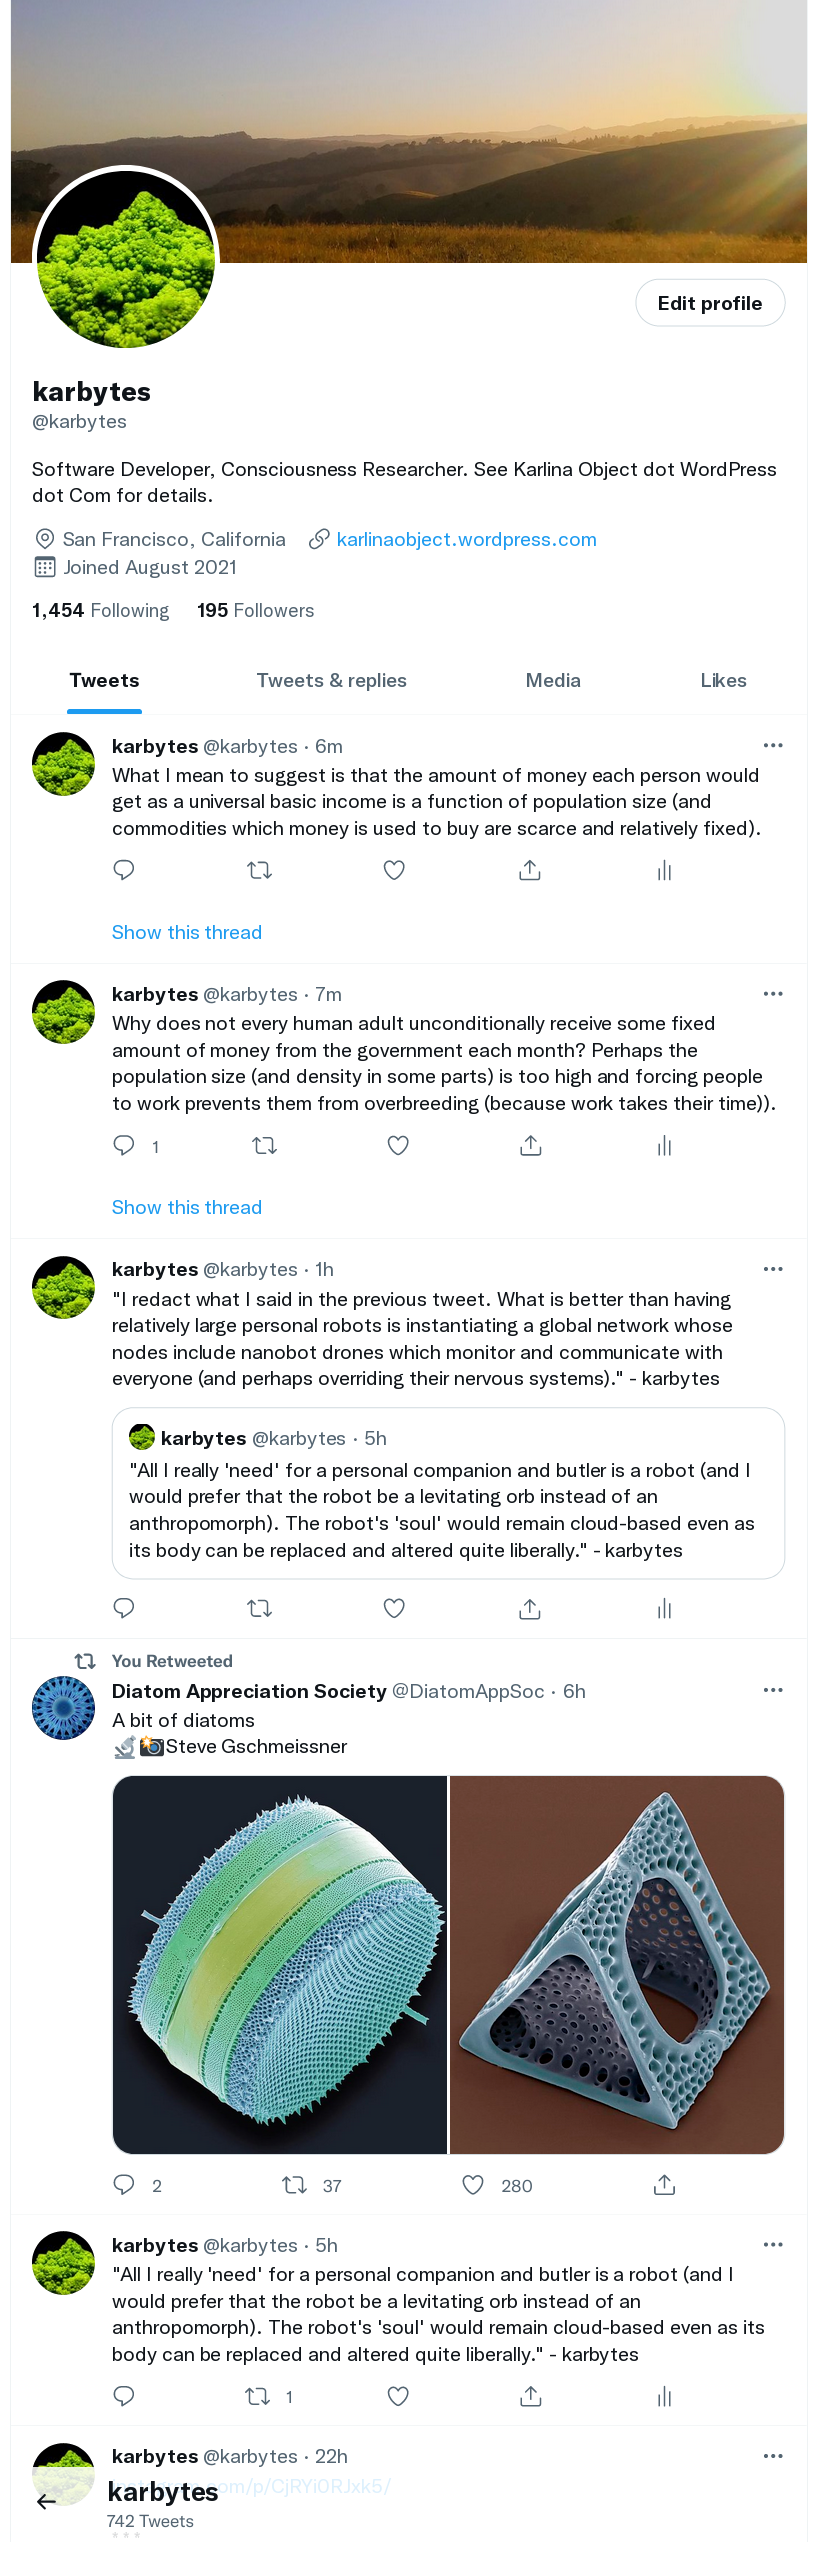 Edit profile
karbytes
@karbytes
Software Developer, Consciousness Researcher. See Karlina Object dot WordPress
dot Com for details.
San Francisco, California karlinaobject.wordpress.com
Joined August 2021
1,454 Following 195 Followers
Tweets Tweets & replies Media Likes
karbytes @karbytes · 6m
What I mean to suggest is that the amount of money each person would
get as a universal basic income is a function of population size (and
commodities which money is used to buy are scarce and relatively fixed).
Show this thread
karbytes @karbytes · 7m
Why does not every human adult unconditionally receive some fixed
amount of money from the government each month? Perhaps the
population size (and density in some parts) is too high and forcing people
to work prevents them from overbreeding (because work takes their time)).
1
Show this thread
karbytes @karbytes · 1h
"I redact what I said in the previous tweet. What is better than having
relatively large personal robots is instantiating a global network whose
nodes include nanobot drones which monitor and communicate with
everyone (and perhaps overriding their nervous systems)." - karbytes
karbytes @karbytes · 5h
"All I really 'need' for a personal companion and butler is a robot (and I
would prefer that the robot be a levitating orb instead of an
anthropomorph). The robot's 'soul' would remain cloud-based even as
its body can be replaced and altered quite liberally." - karbytes
You Retweeted
Diatom Appreciation Society @DiatomAppSoc · 6h
A bit of diatoms
🔬📸Steve Gschmeissner
2 37 280
karbytes @karbytes · 5h
"All I really 'need' for a personal companion and butler is a robot (and I
would prefer that the robot be a levitating orb instead of an
anthropomorph). The robot's 'soul' would remain cloud-based even as its
body can be replaced and altered quite liberally." - karbytes
1
karbytes @karbytes · 22h
om/p/CjRYi0RJxk5/
karbytes
742 Tweets
* * *